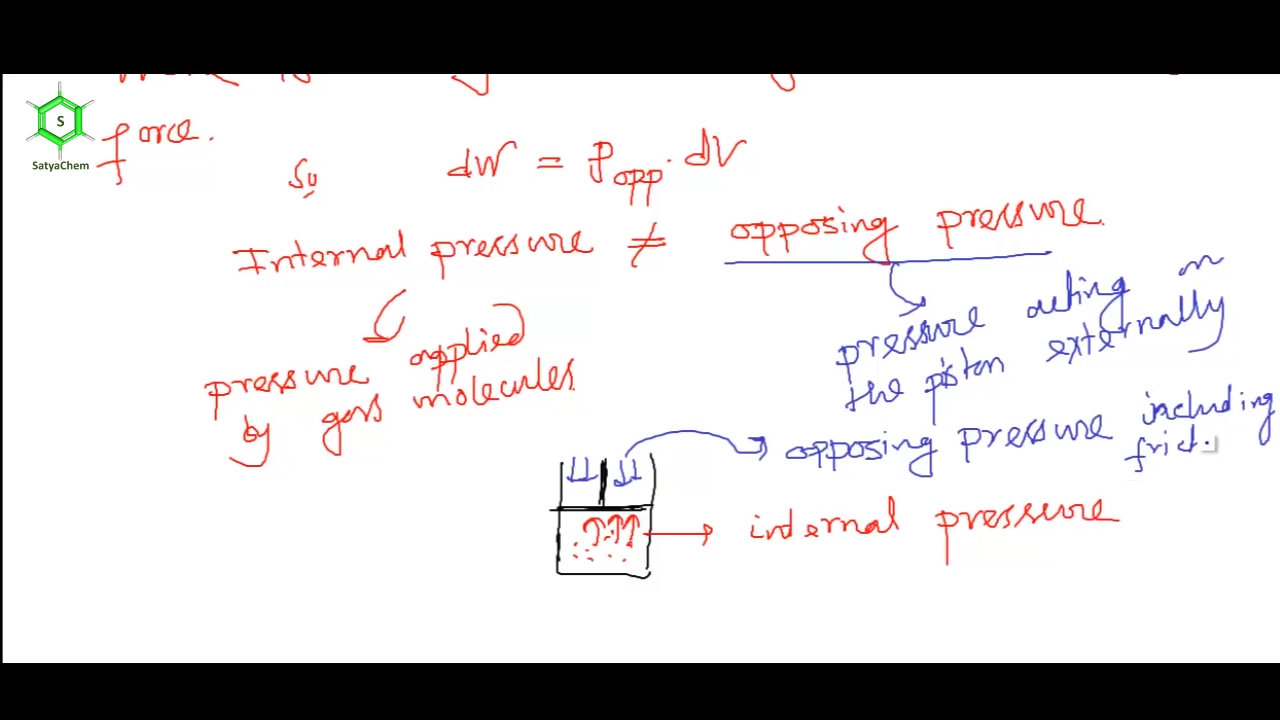 S
SatyaChem
force.
So dW = Popp. dV
Internal pressure ≠ opposing pressure.
pressure applied
by gas molecules
pressure acting on
the piston externally
opposing pressure including
frict.
internal pressure